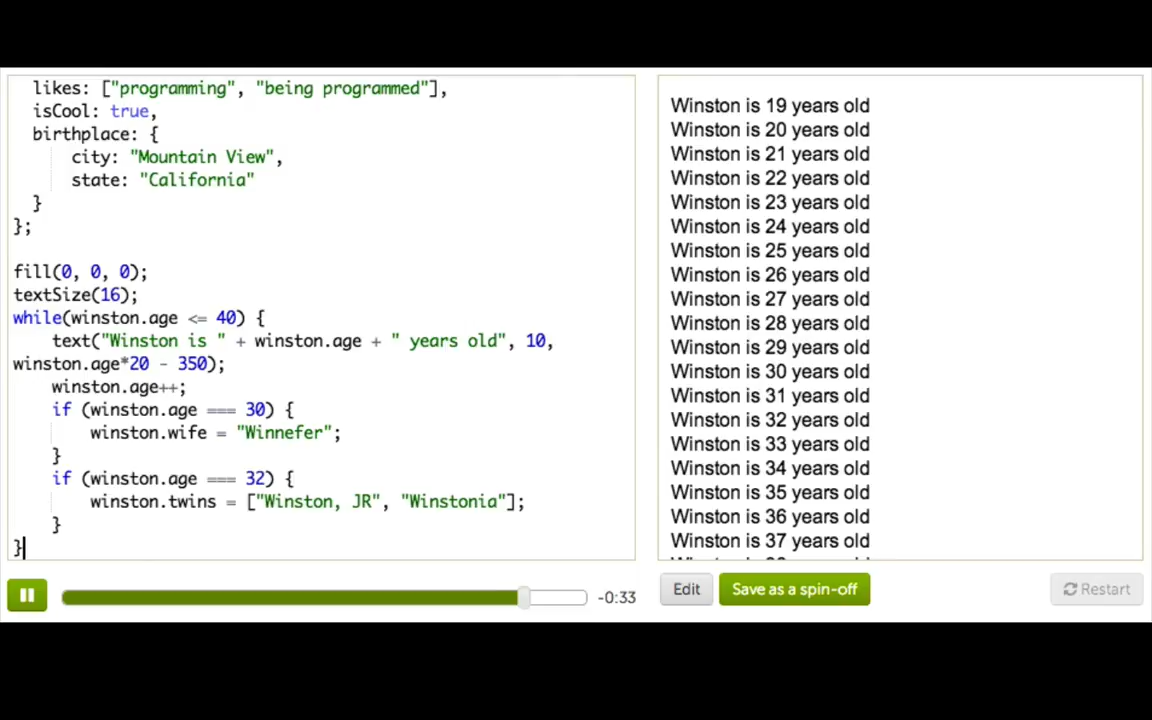 likes: ["programming", "being programmed"],
isCool: true,
birthplace: {
city: "Mountain View",
state: "California"
}
};
fill(0, 0, 0);
textSize(16);
while(winston.age <= 40) {
text("Winston is " + winston.age + " years old", 10,
winston.age*20 - 350);
winston.age++;
if (winston.age === 30) {
winston.wife = "Winnefer";
}
if (winston.age === 32) {
winston.twins = ["Winston, JR", "Winstonia"];
}
}
Winston is 19 years old
Winston is 20 years old
Winston is 21 years old
Winston is 22 years old
Winston is 23 years old
Winston is 24 years old
Winston is 25 years old
Winston is 26 years old
Winston is 27 years old
Winston is 28 years old
Winston is 29 years old
Winston is 30 years old
Winston is 31 years old
Winston is 32 years old
Winston is 33 years old
Winston is 34 years old
Winston is 35 years old
Winston is 36 years old
Winston is 37 years old
-0:33
Edit
Save as a spin-off
Restart